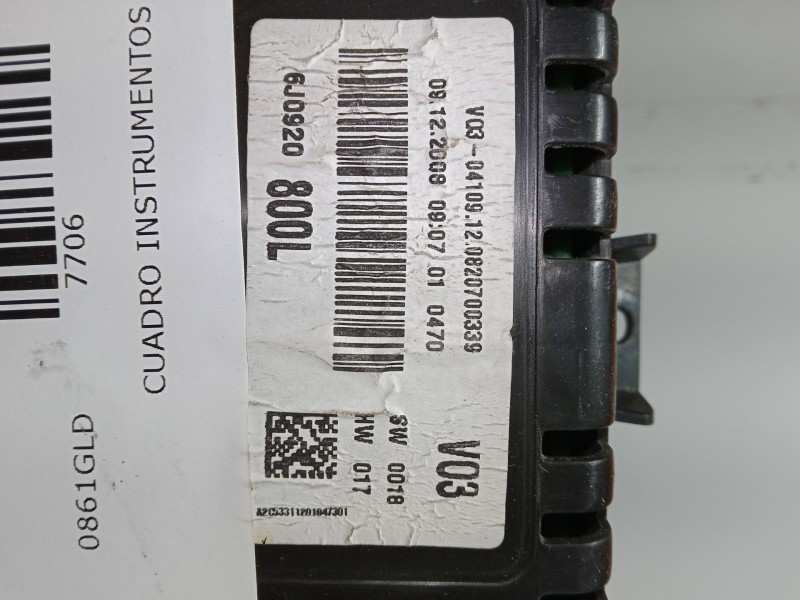 7706
CUADRO INSTRUMENTOS
0861GLD
V03-04109.12.0820700339
09.12.2008 09:07 01 0470
6J0920 800L
V03
SW 0018
HW 017
A2C53311201047301